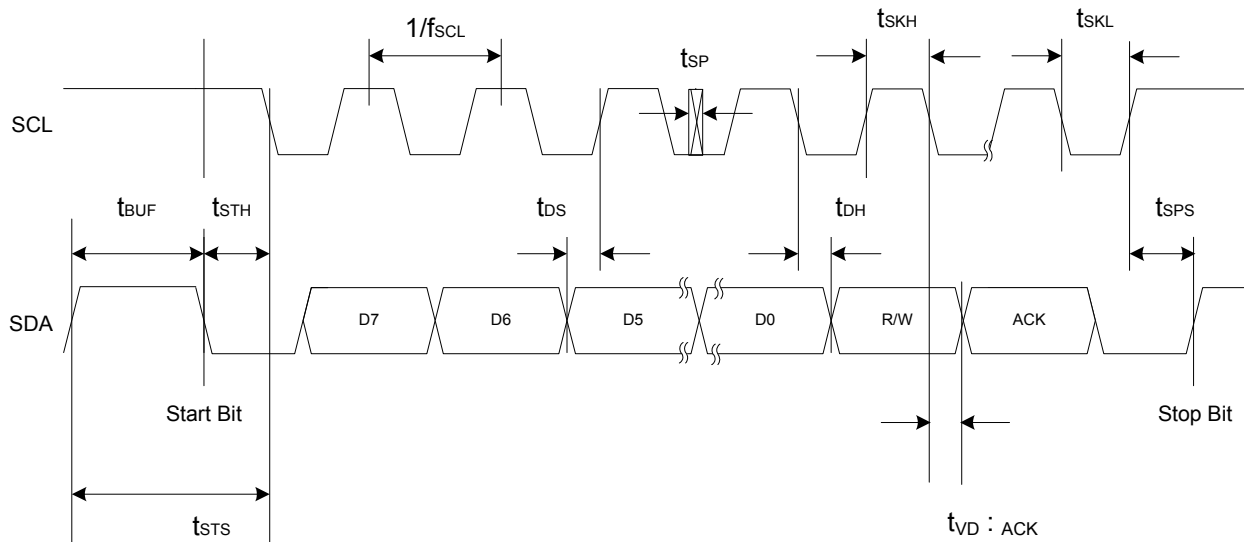 1/fSCL
tSKH
tSKL
tSP
SCL
tBUF
tSTH
tDS
tDH
tSPS
SDA
D7
D6
D5
D0
R/W
ACK
Start Bit
Stop Bit
tSTS
tVD : ACK